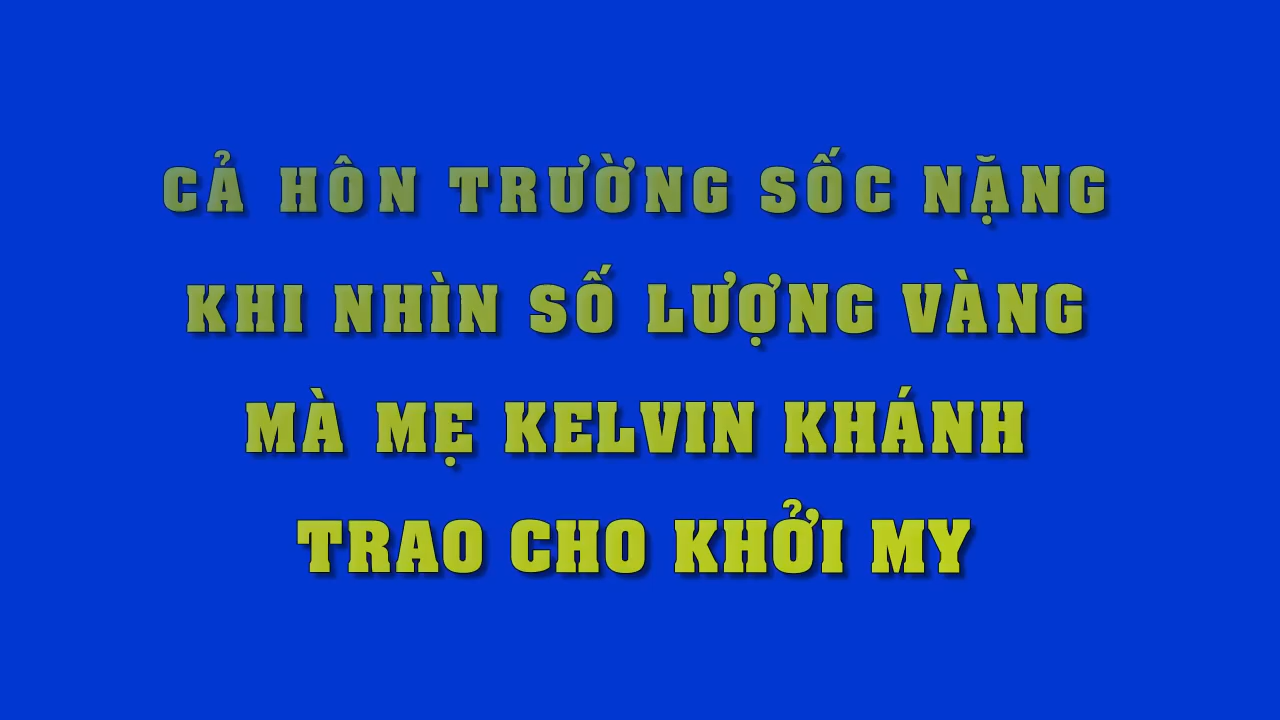 CẢ HÔN TRƯỜNG SỐC NẶNG
KHI NHÌN SỐ LƯỢNG VÀNG
MÀ MẸ KELVIN KHÁNH
TRAO CHO KHỞI MY